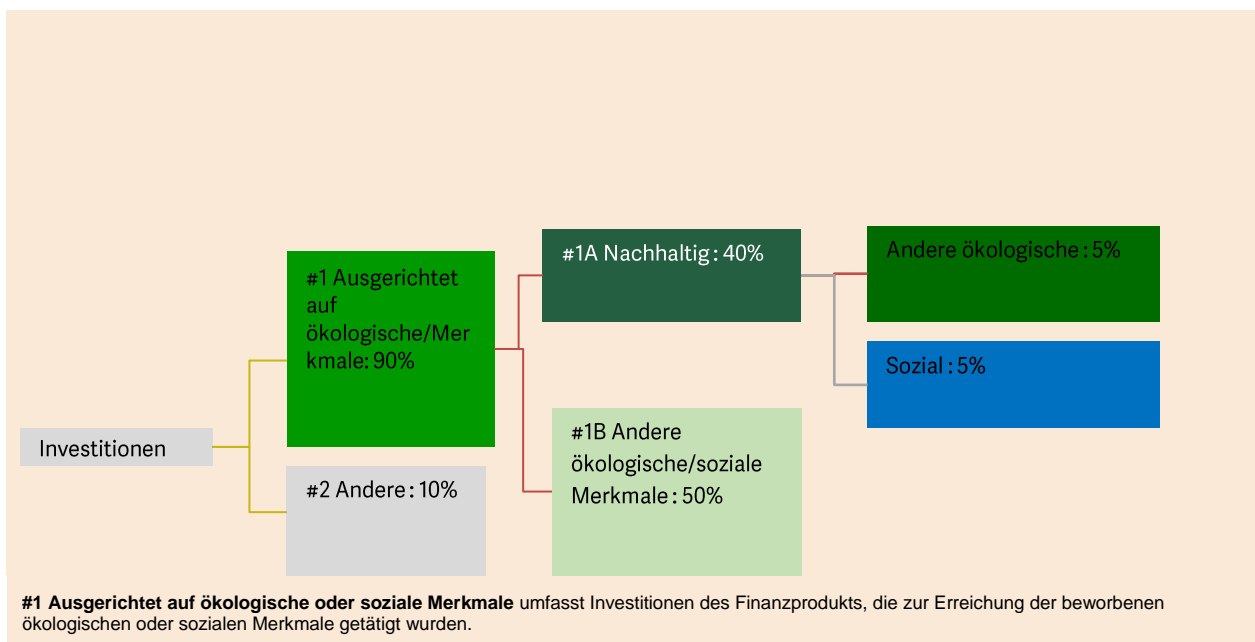 Investitionen
#1 Ausgerichtet
auf
ökologische/Mer
kmale: 90%
#2 Andere: 10%
#1A Nachhaltig: 40%
#1B Andere
ökologische/soziale
Merkmale: 50%
Andere ökologische: 5%
Sozial: 5%
#1 Ausgerichtet auf ökologische oder soziale Merkmale umfasst Investitionen des Finanzprodukts, die zur Erreichung der beworbenen
ökologischen oder sozialen Merkmale getätigt wurden.